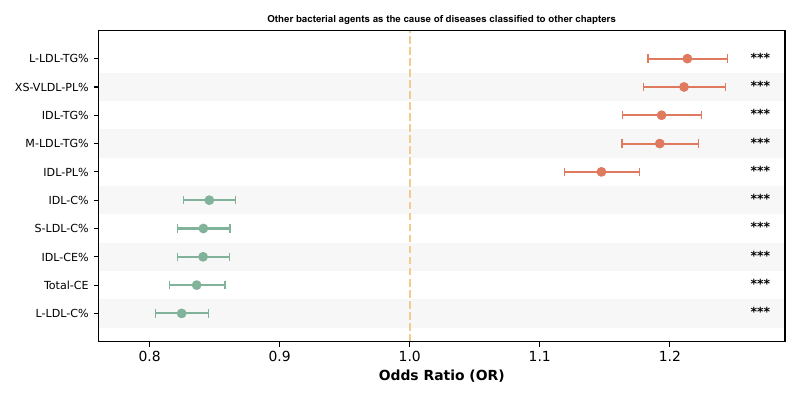 Other bacterial agents as the cause of diseases classified to other chapters
L-LDL-TG% ***
XS-VLDL-PL% ***
IDL-TG% ***
M-LDL-TG% ***
IDL-PL% ***
IDL-C% ***
S-LDL-C% ***
IDL-CE% ***
Total-CE ***
L-LDL-C% ***
0.8 0.9 1.0 1.1 1.2
Odds Ratio (OR)